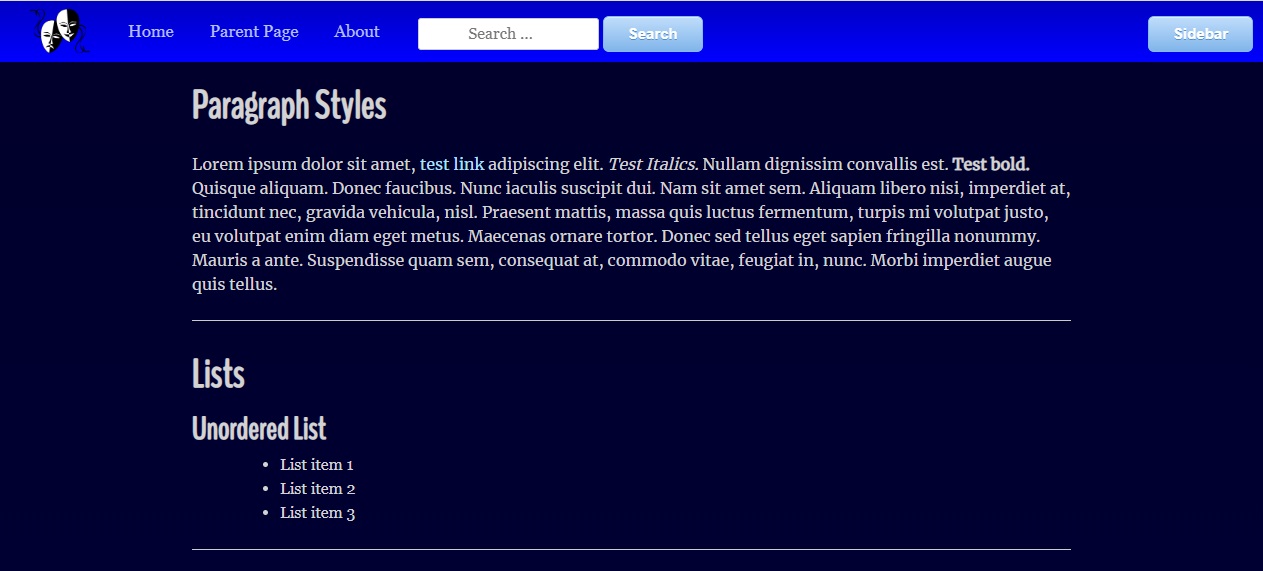 Home Parent Page About Search ... Search Sidebar
Paragraph Styles
Lorem ipsum dolor sit amet, test link adipiscing elit. Test Italics. Nullam dignissim convallis est. Test bold.
Quisque aliquam. Donec faucibus. Nunc iaculis suscipit dui. Nam sit amet sem. Aliquam libero nisi, imperdiet at,
tincidunt nec, gravida vehicula, nisl. Praesent mattis, massa quis luctus fermentum, turpis mi volutpat justo,
eu volutpat enim diam eget metus. Maecenas ornare tortor. Donec sed tellus eget sapien fringilla nonummy.
Mauris a ante. Suspendisse quam sem, consequat at, commodo vitae, feugiat in, nunc. Morbi imperdiet augue
quis tellus.
Lists
Unordered List
• List item 1
• List item 2
• List item 3